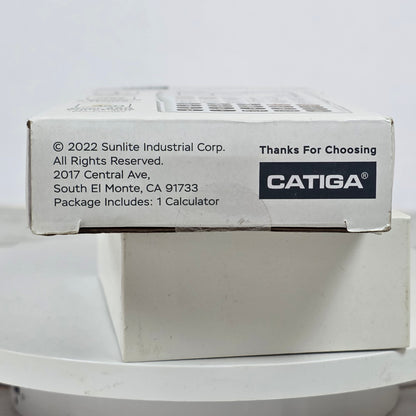 © 2022 Sunlite Industrial Corp.
All Rights Reserved.
2017 Central Ave,
South El Monte, CA 91733
Package Includes: 1 Calculator
Thanks For Choosing
CATIGA®